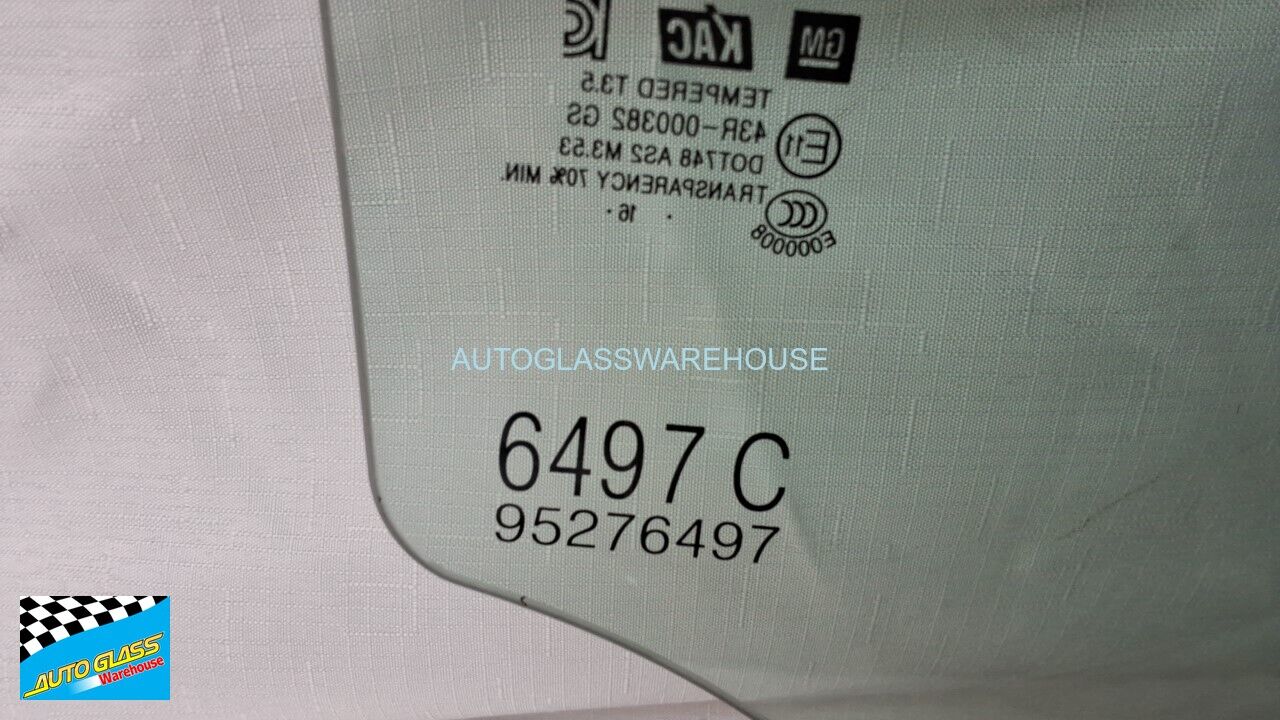 GM KAC
TEMPERED T3.5
E11 43R-000382 GS
DOT748 AS2 M3.53
TRANSPARENCY 70% MIN.
CCC
E000008
· 16 ·
AUTOGLASSWAREHOUSE
6497 C
95276497
AUTO GLASS
Warehouse